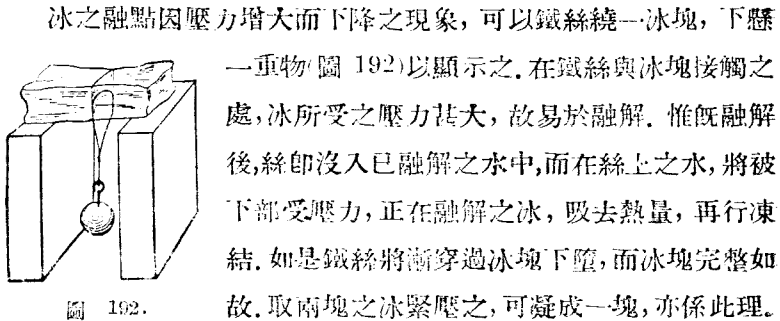 冰之融點因壓力增大而下降之現象，可以鐵絲繞一冰塊，下懸
一重物(圖 192)以顯示之．在鐵絲與冰塊接觸之
處，冰所受之壓力甚大，故易於融解．惟既融解
後，絲卽沒入已融解之水中，而在絲上之水，將被
下部受壓力，正在融解之冰，吸去熱量，再行凍
結．如是鐵絲將漸穿過冰塊下墮，而冰塊完整如
故．取兩塊之冰緊壓之，可凝成一塊，亦係此理。
圖 192．